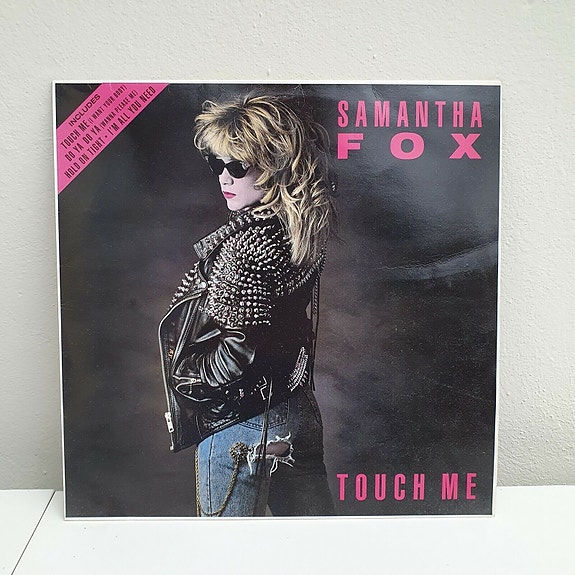 INCLUDES
TOUCH ME (I WANT YOUR BODY)
DO YA DO YA (WANNA PLEASE ME)
HOLD ON TIGHT • I'M ALL YOU NEED
SAMANTHA
FOX
TOUCH ME